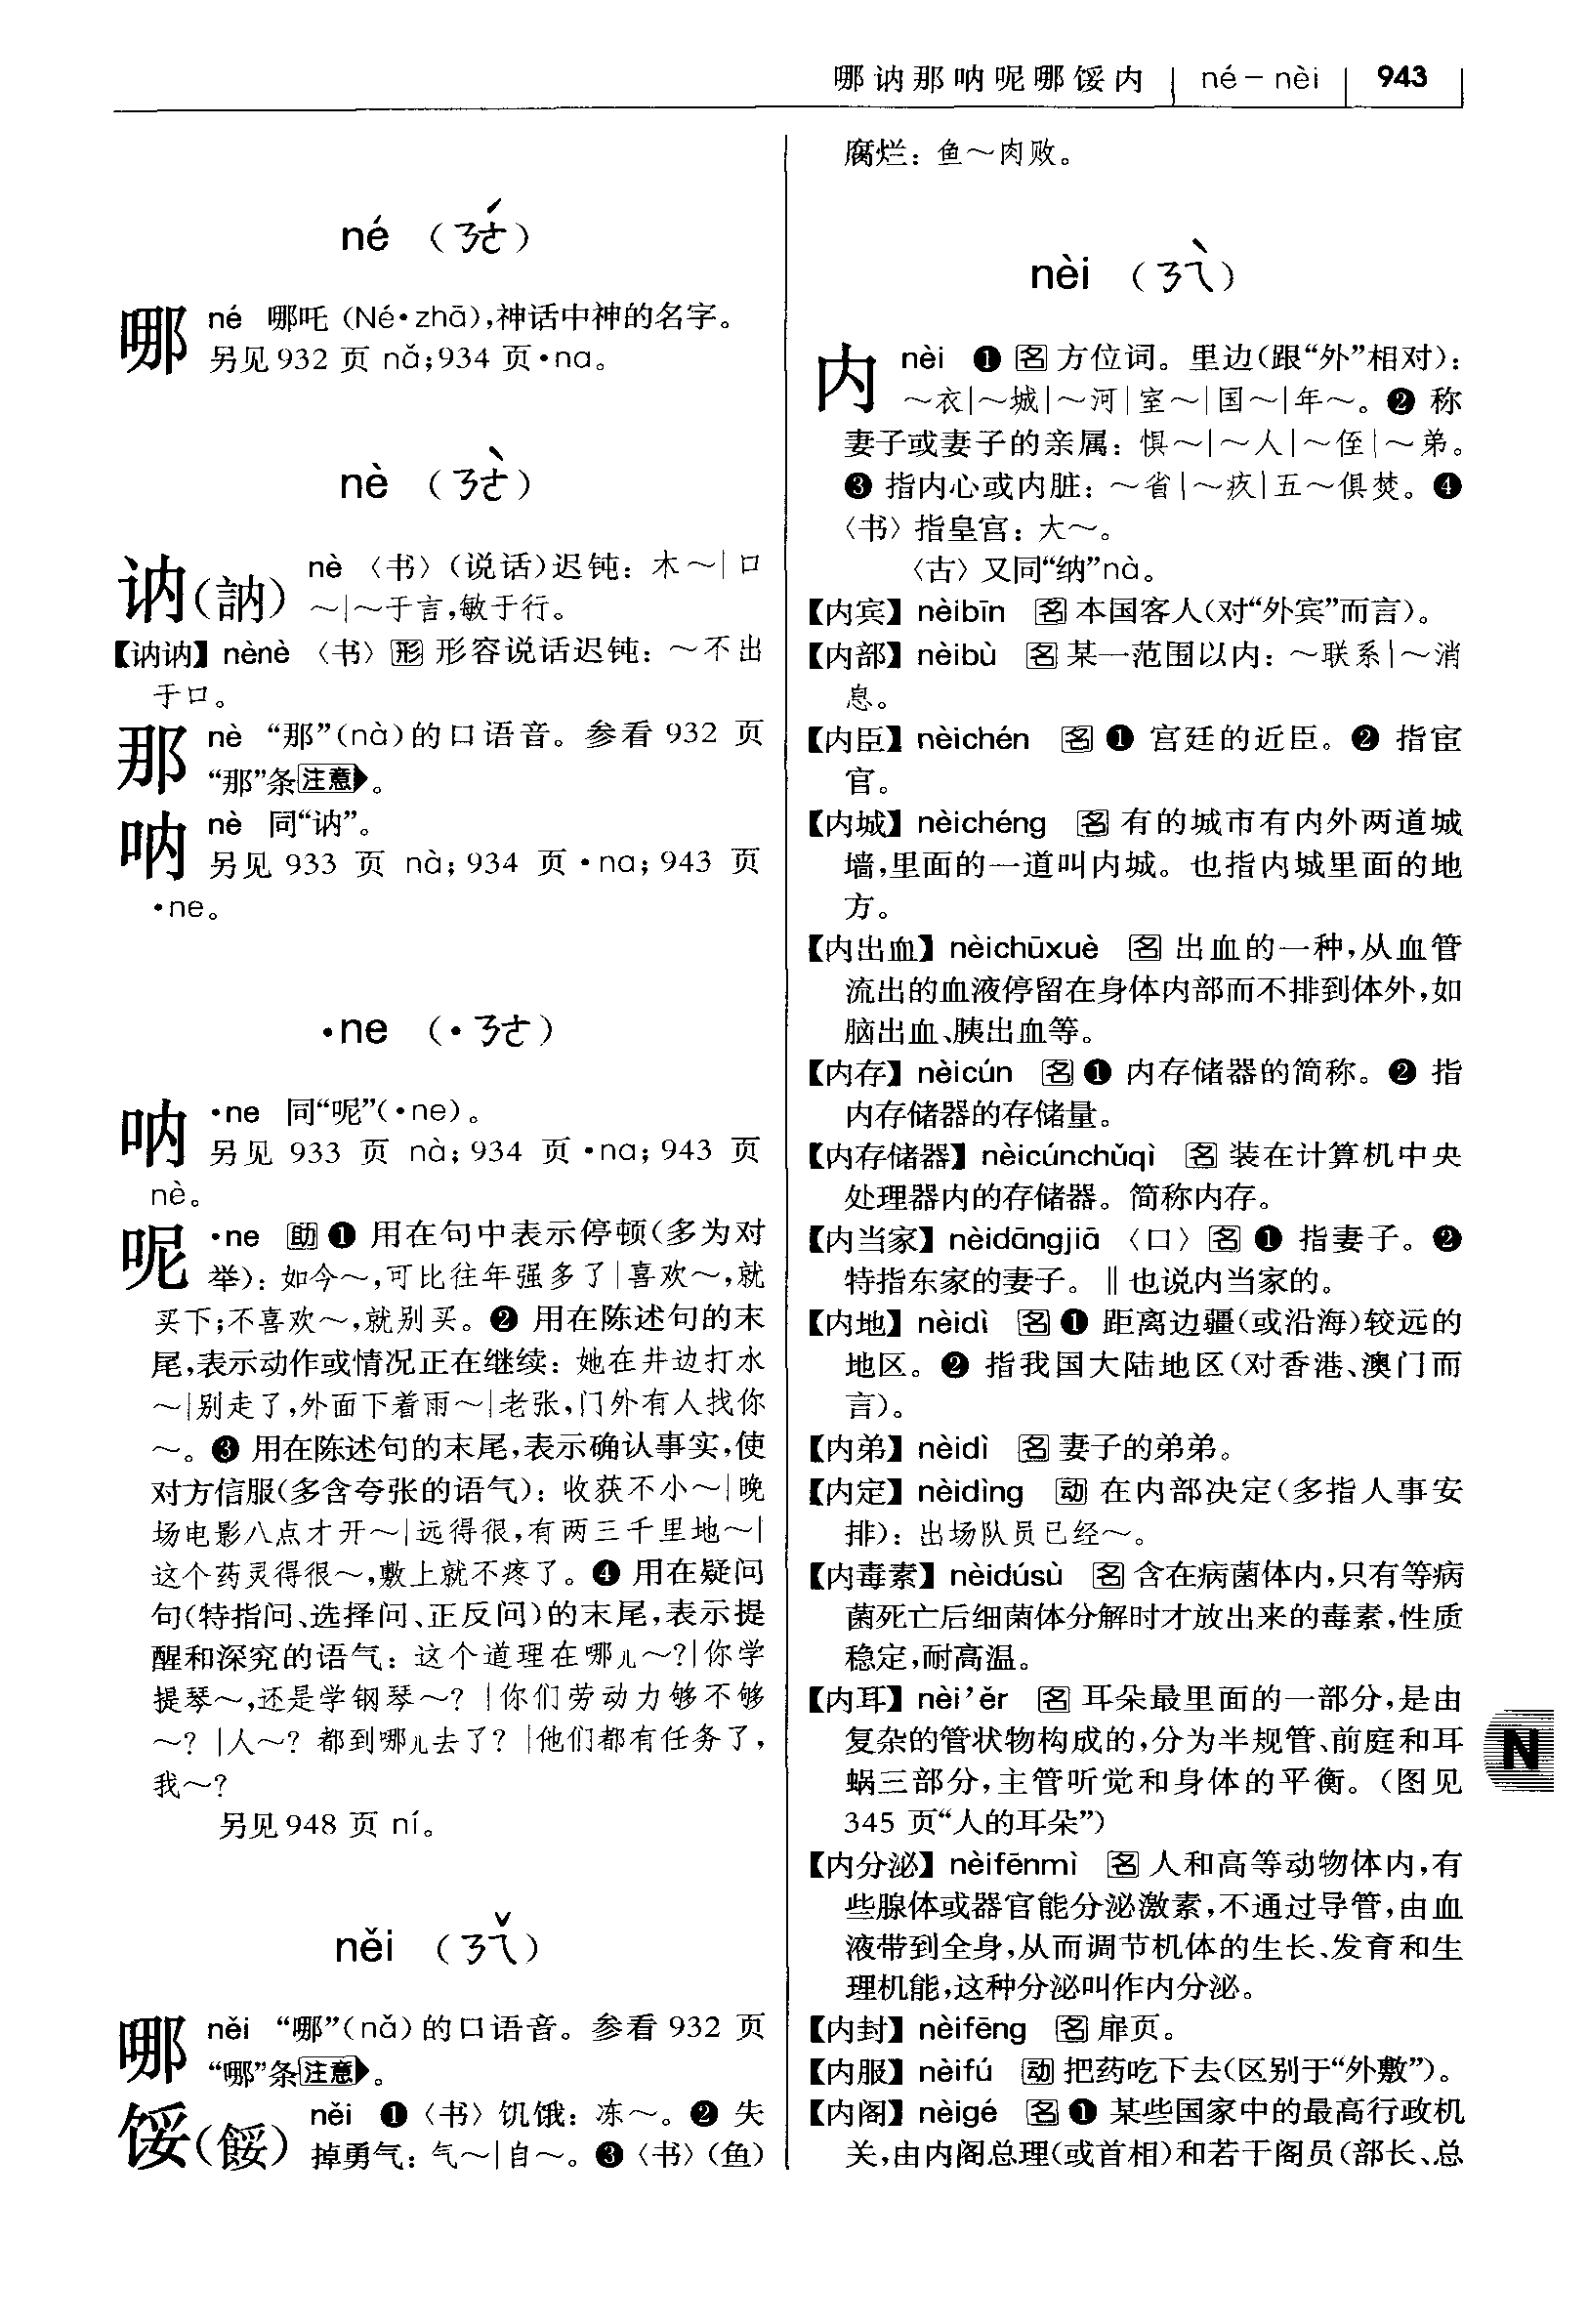 哪讷那呐呢哪馁内 né－nèi 943
né （ㄋㄜˊ）
哪 né 哪吒（Né·zhā），神话中神的名字。
另见932 页 nǎ；934 页·na。
nè （ㄋㄜˋ）
讷（訥） nè 〈书〉（说话）迟钝：木～|口
～|～于言，敏于行。
【讷讷】nènè 〈书〉 形 形容说话迟钝：～不出
于口。
那 nè “那”（nà）的口语音。参看 932 页
“那”条注意。
呐 nè 同“讷”。
另见 933 页 nà；934 页·na；943 页
·ne。
·ne （·ㄋㄜ）
呐 ·ne 同“呢”（·ne）。
另见 933 页 nà；934 页·na；943 页
nè。
呢 ·ne 助 ❶ 用在句中表示停顿（多为对
举）：如今～，可比往年强多了|喜欢～，就
买下；不喜欢～，就别买。❷ 用在陈述句的末
尾，表示动作或情况正在继续：她在井边打水
～|别走了，外面下着雨～|老张，门外有人找你
～。❸ 用在陈述句的末尾，表示确认事实，使
对方信服（多含夸张的语气）：收获不小～|晚
场电影八点才开～|远得很，有两三千里地～|
这个药灵得很～，敷上就不疼了。❹ 用在疑问
句（特指问、选择问、正反问）的末尾，表示提
醒和深究的语气：这个道理在哪儿～？|你学
提琴～，还是学钢琴～？|你们劳动力够不够
～？|人～？都到哪儿去了？|他们都有任务了，
我～？
另见948 页 ní。
něi （ㄋㄟˇ）
哪 něi “哪”（nǎ）的口语音。参看 932 页
“哪”条注意。
馁（餒） něi ❶〈书〉饥饿：冻～。❷ 失
掉勇气：气～|自～。❸〈书〉（鱼）
腐烂：鱼～肉败。
nèi （ㄋㄟˋ）
内 nèi ❶ 名 方位词。里边（跟“外”相对）：
～衣|～城|～河|室～|国～|年～。❷ 称
妻子或妻子的亲属：惧～|～人|～侄|～弟。
❸ 指内心或内脏：～省|～疚|五～俱焚。❹
〈书〉指皇宫：大～。
〈古〉又同“纳”nà。
【内宾】nèibīn 名 本国客人（对“外宾”而言）。
【内部】nèibù 名 某一范围以内：～联系|～消
息。
【内臣】nèichén 名 ❶ 宫廷的近臣。❷ 指宦
官。
【内城】nèichéng 名 有的城市有内外两道城
墙，里面的一道叫内城。也指内城里面的地
方。
【内出血】nèichūxuè 名 出血的一种，从血管
流出的血液停留在身体内部而不排到体外，如
脑出血、胰出血等。
【内存】nèicún 名 ❶ 内存储器的简称。❷ 指
内存储器的存储量。
【内存储器】nèicúnchǔqì 名 装在计算机中央
处理器内的存储器。简称内存。
【内当家】nèidāngjiā 〈口〉 名 ❶ 指妻子。❷
特指东家的妻子。‖也说内当家的。
【内地】nèidì 名 ❶ 距离边疆（或沿海）较远的
地区。❷ 指我国大陆地区（对香港、澳门而
言）。
【内弟】nèidì 名 妻子的弟弟。
【内定】nèidìng 动 在内部决定（多指人事安
排）：出场队员已经～。
【内毒素】nèidúsù 名 含在病菌体内，只有等病
菌死亡后细菌体分解时才放出来的毒素，性质
稳定，耐高温。
【内耳】nèi'ěr 名 耳朵最里面的一部分，是由
复杂的管状物构成的，分为半规管、前庭和耳
蜗三部分，主管听觉和身体的平衡。（图见
345 页“人的耳朵”）
【内分泌】nèifēnmì 名 人和高等动物体内，有
些腺体或器官能分泌激素，不通过导管，由血
液带到全身，从而调节机体的生长、发育和生
理机能，这种分泌叫作内分泌。
【内封】nèifēng 名 扉页。
【内服】nèifú 动 把药吃下去（区别于“外敷”）。
【内阁】nèigé 名 ❶ 某些国家中的最高行政机
关，由内阁总理（或首相）和若干阁员（部长、总
N